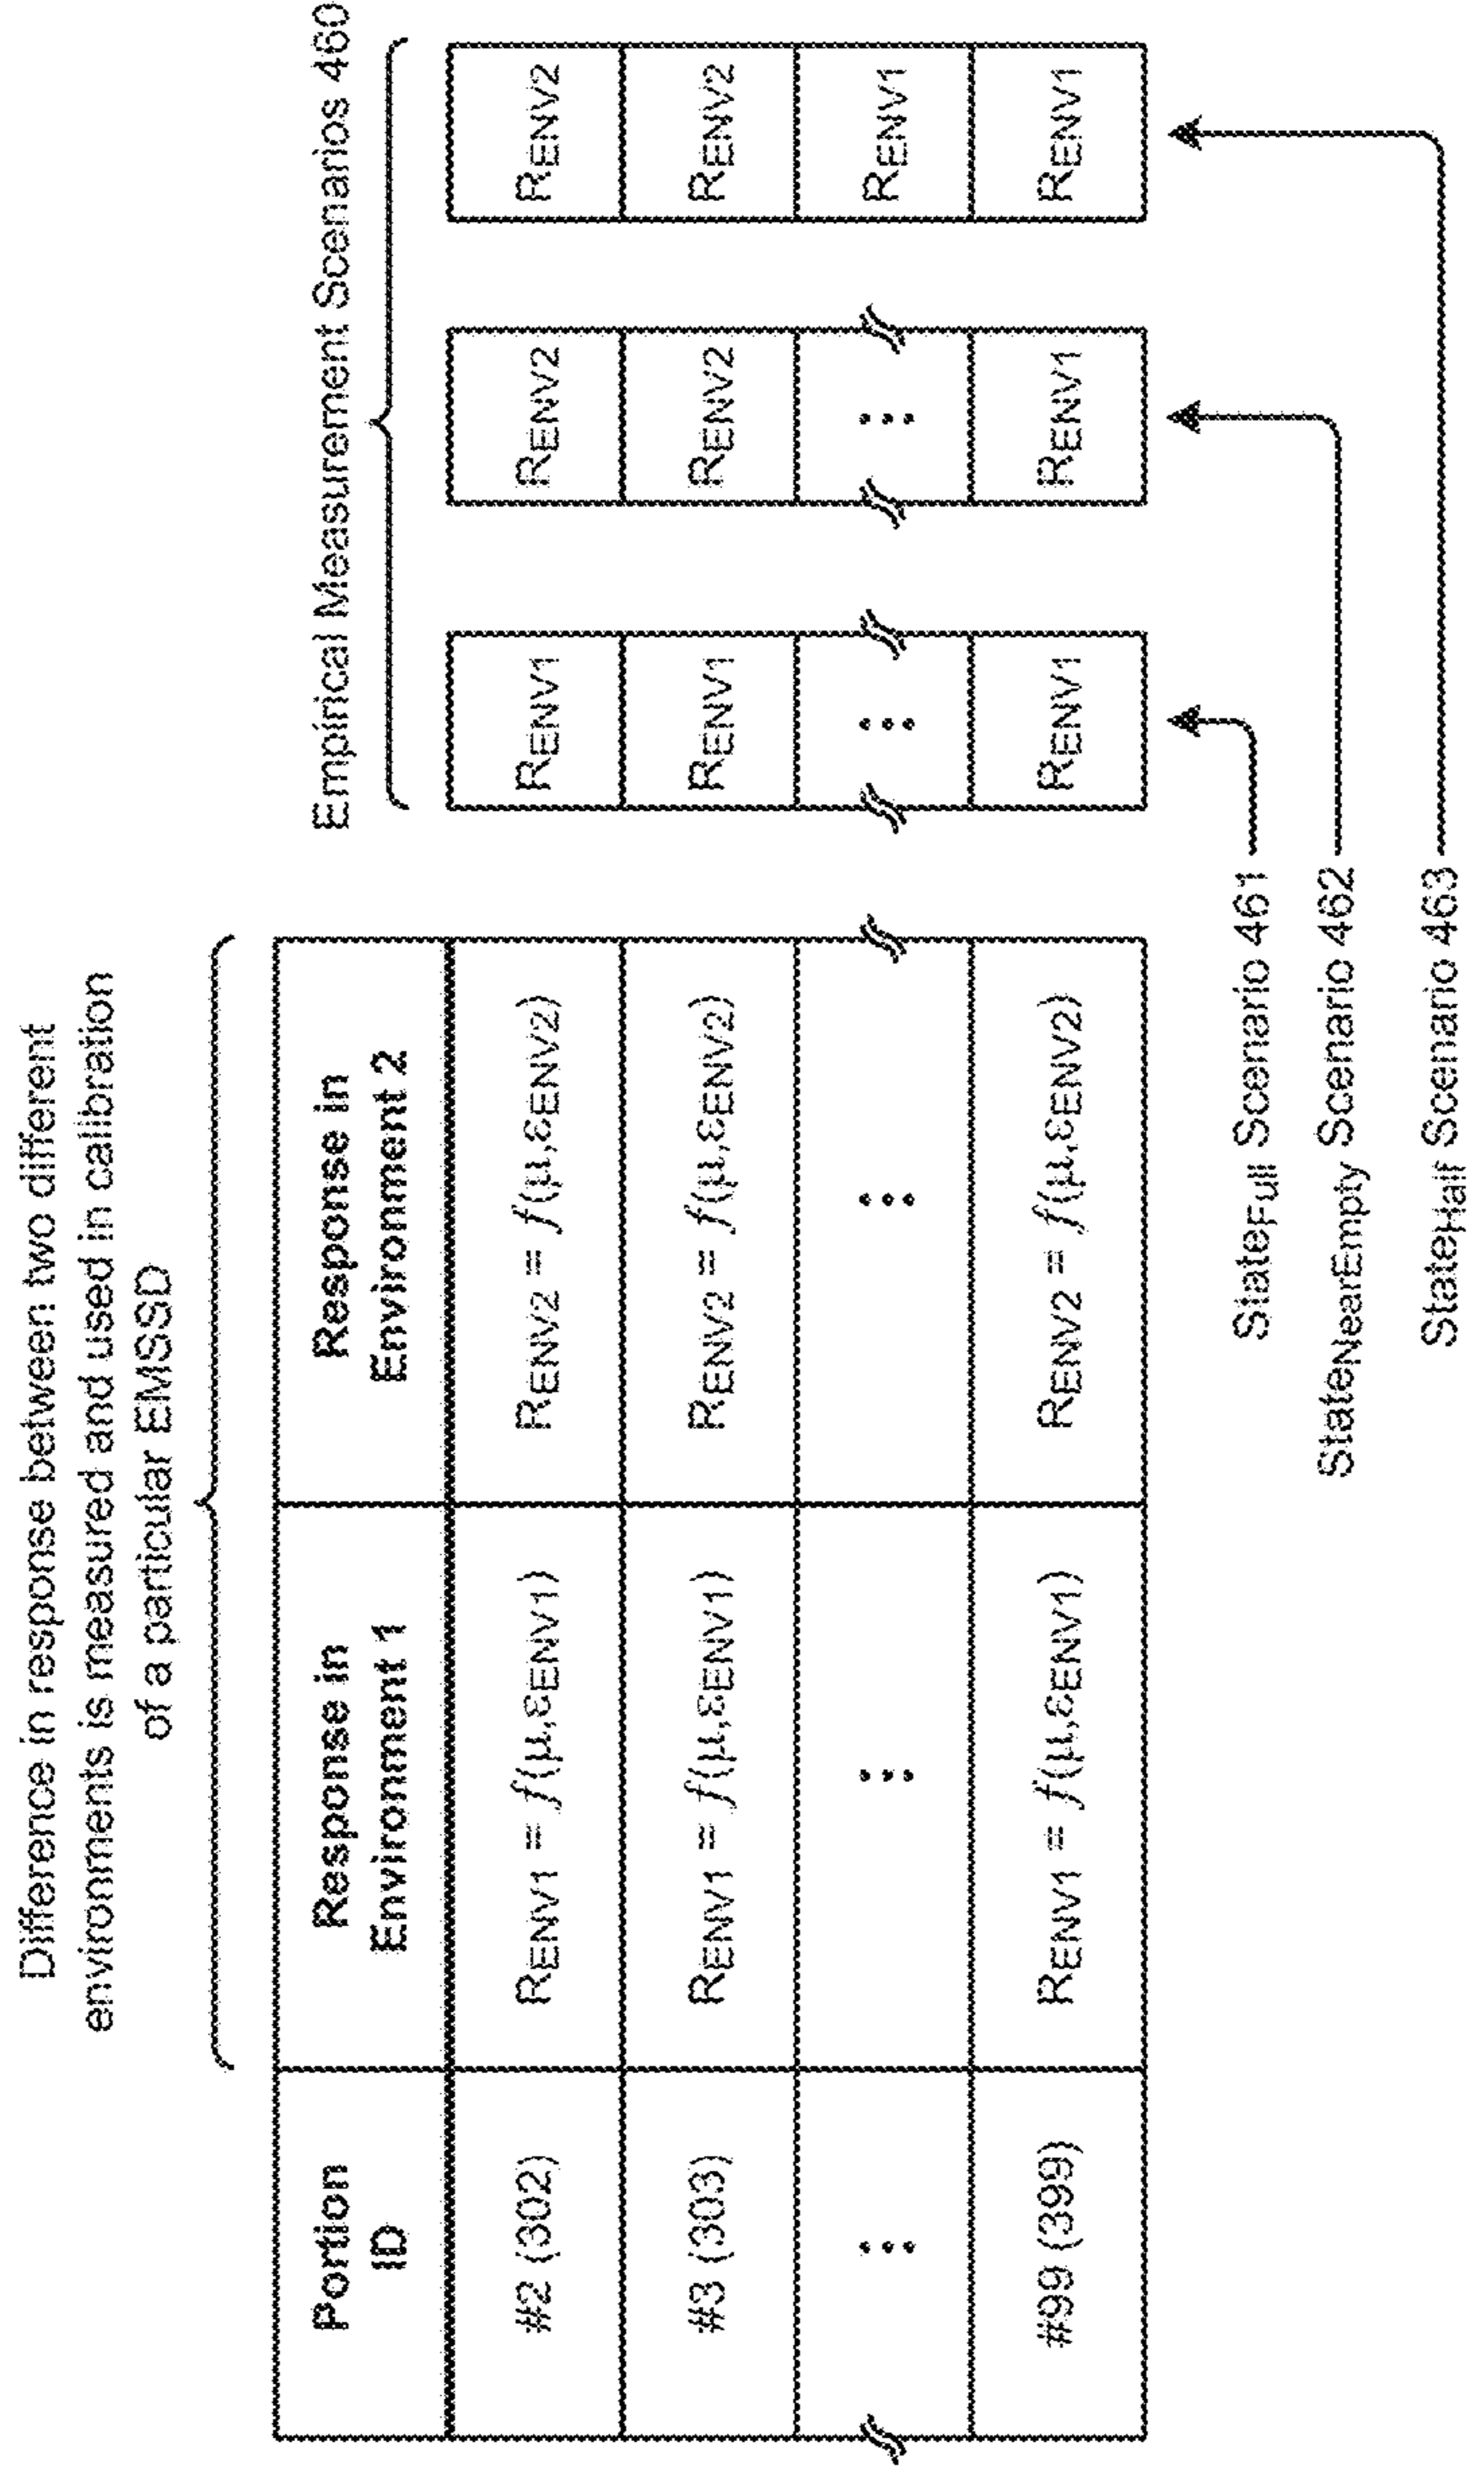 Difference in response between two different
environments is measured and used in calibration
of a particular EMSSD
Empirical Measurement Scenarios 460
Portion ID
Response in Environment 1
Response in Environment 2
#2 (302)
RENV1 = f(μ,εENV1)
RENV2 = f(μ,εENV2)
RENV1
RENV2
RENV2
#3 (303)
RENV1 = f(μ,εENV1)
RENV2 = f(μ,εENV2)
RENV1
RENV2
RENV2
⋮
⋮
⋮
⋮
⋮
RENV1
#99 (399)
RENV1 = f(μ,εENV1)
RENV2 = f(μ,εENV2)
RENV1
RENV1
RENV1
StateFull Scenario 461
StateNearEmpty Scenario 462
StateHalf Scenario 463